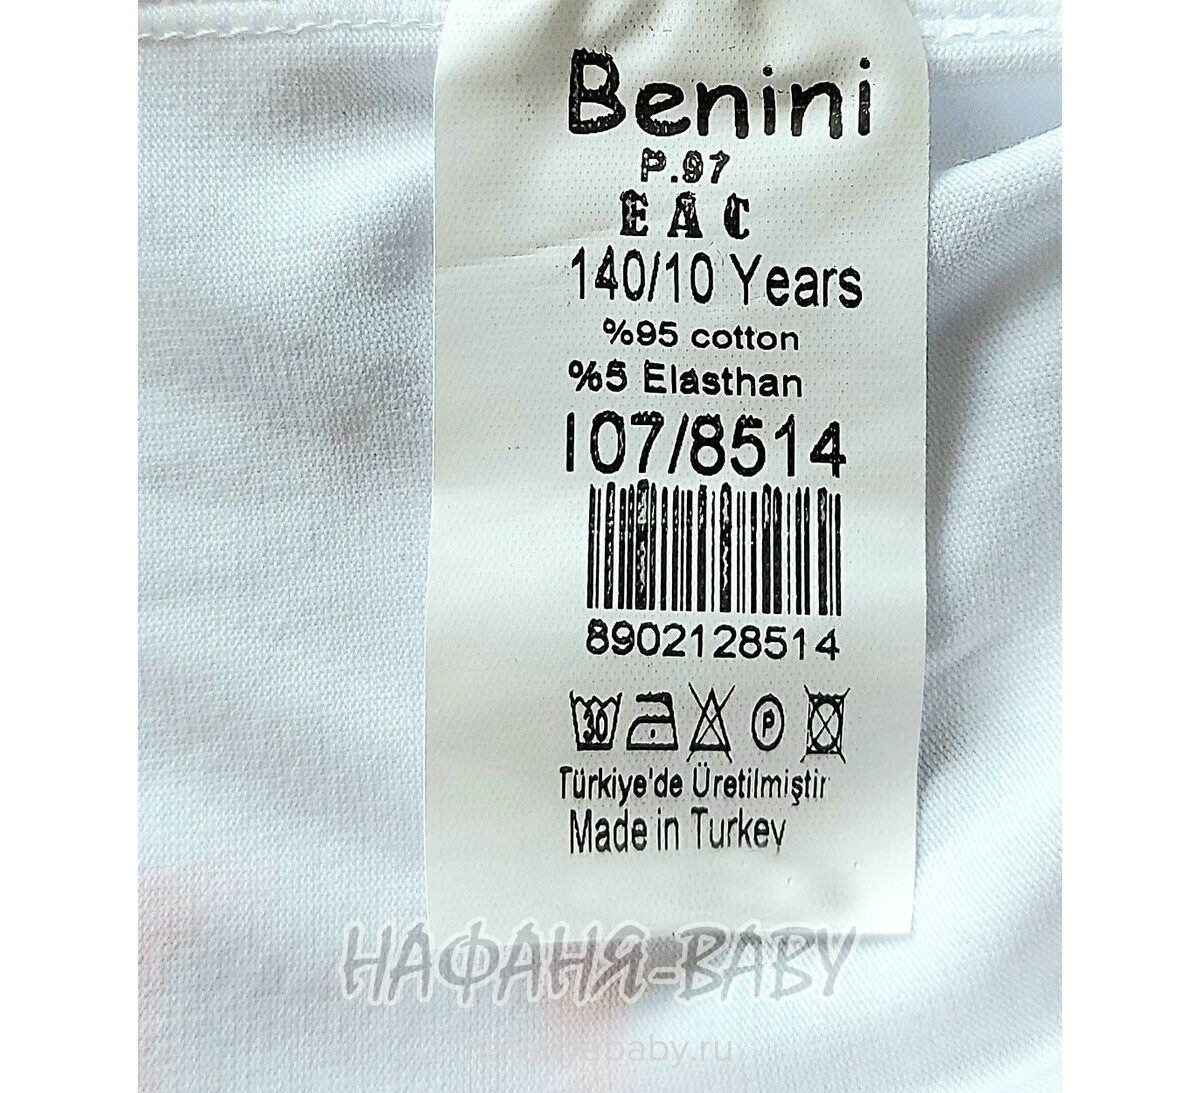 Benini
P.97
EAC
140/10 Years
%95 cotton
%5 Elasthan
107/8514
8902128514
30 P
Türkiye'de Üretilmiştir
Made in Turkey
НАФАНЯ-BABY